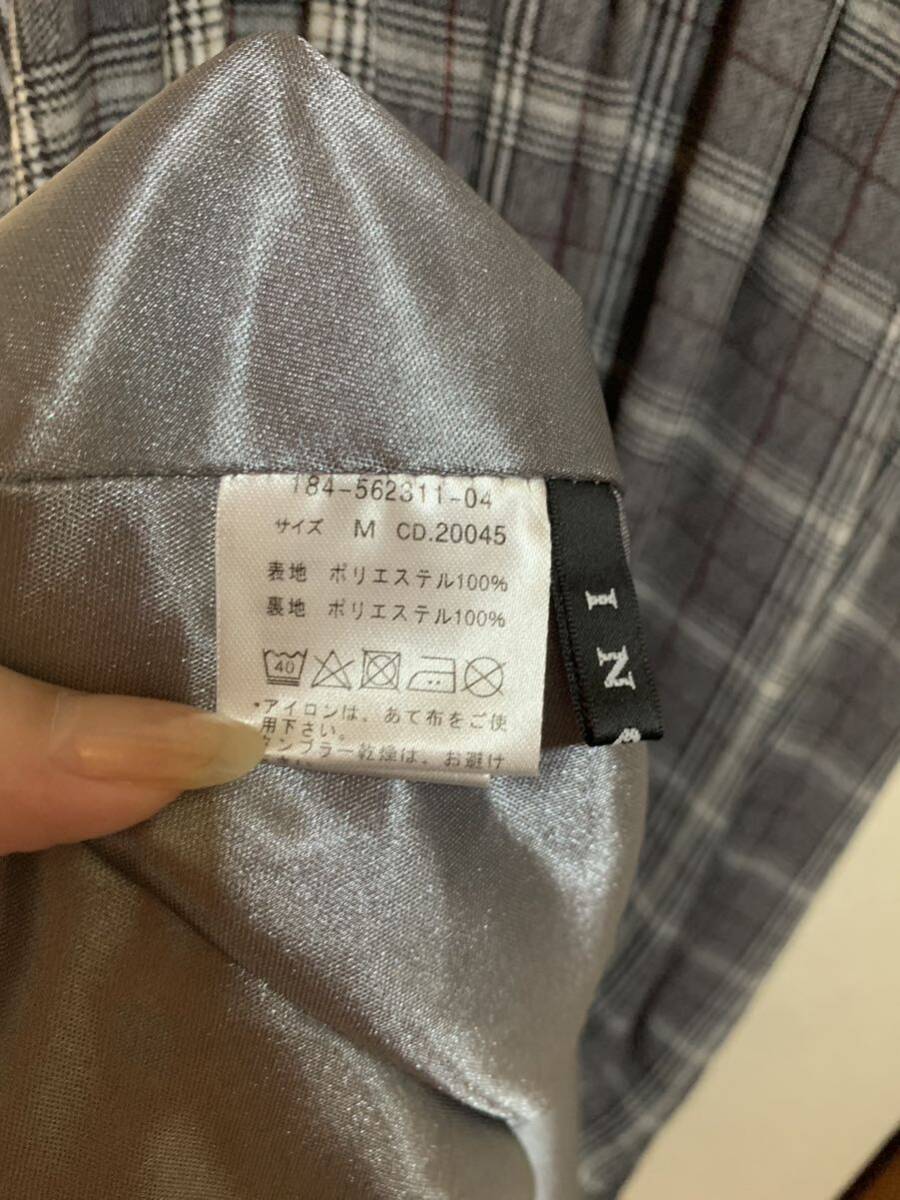 184-562311-04
サイズ M CD.20045
表地 ポリエステル100%
裏地 ポリエステル100%
40
*アイロンは、あて布をご使
用下さい。
タンブラー乾燥は、お避け
IN